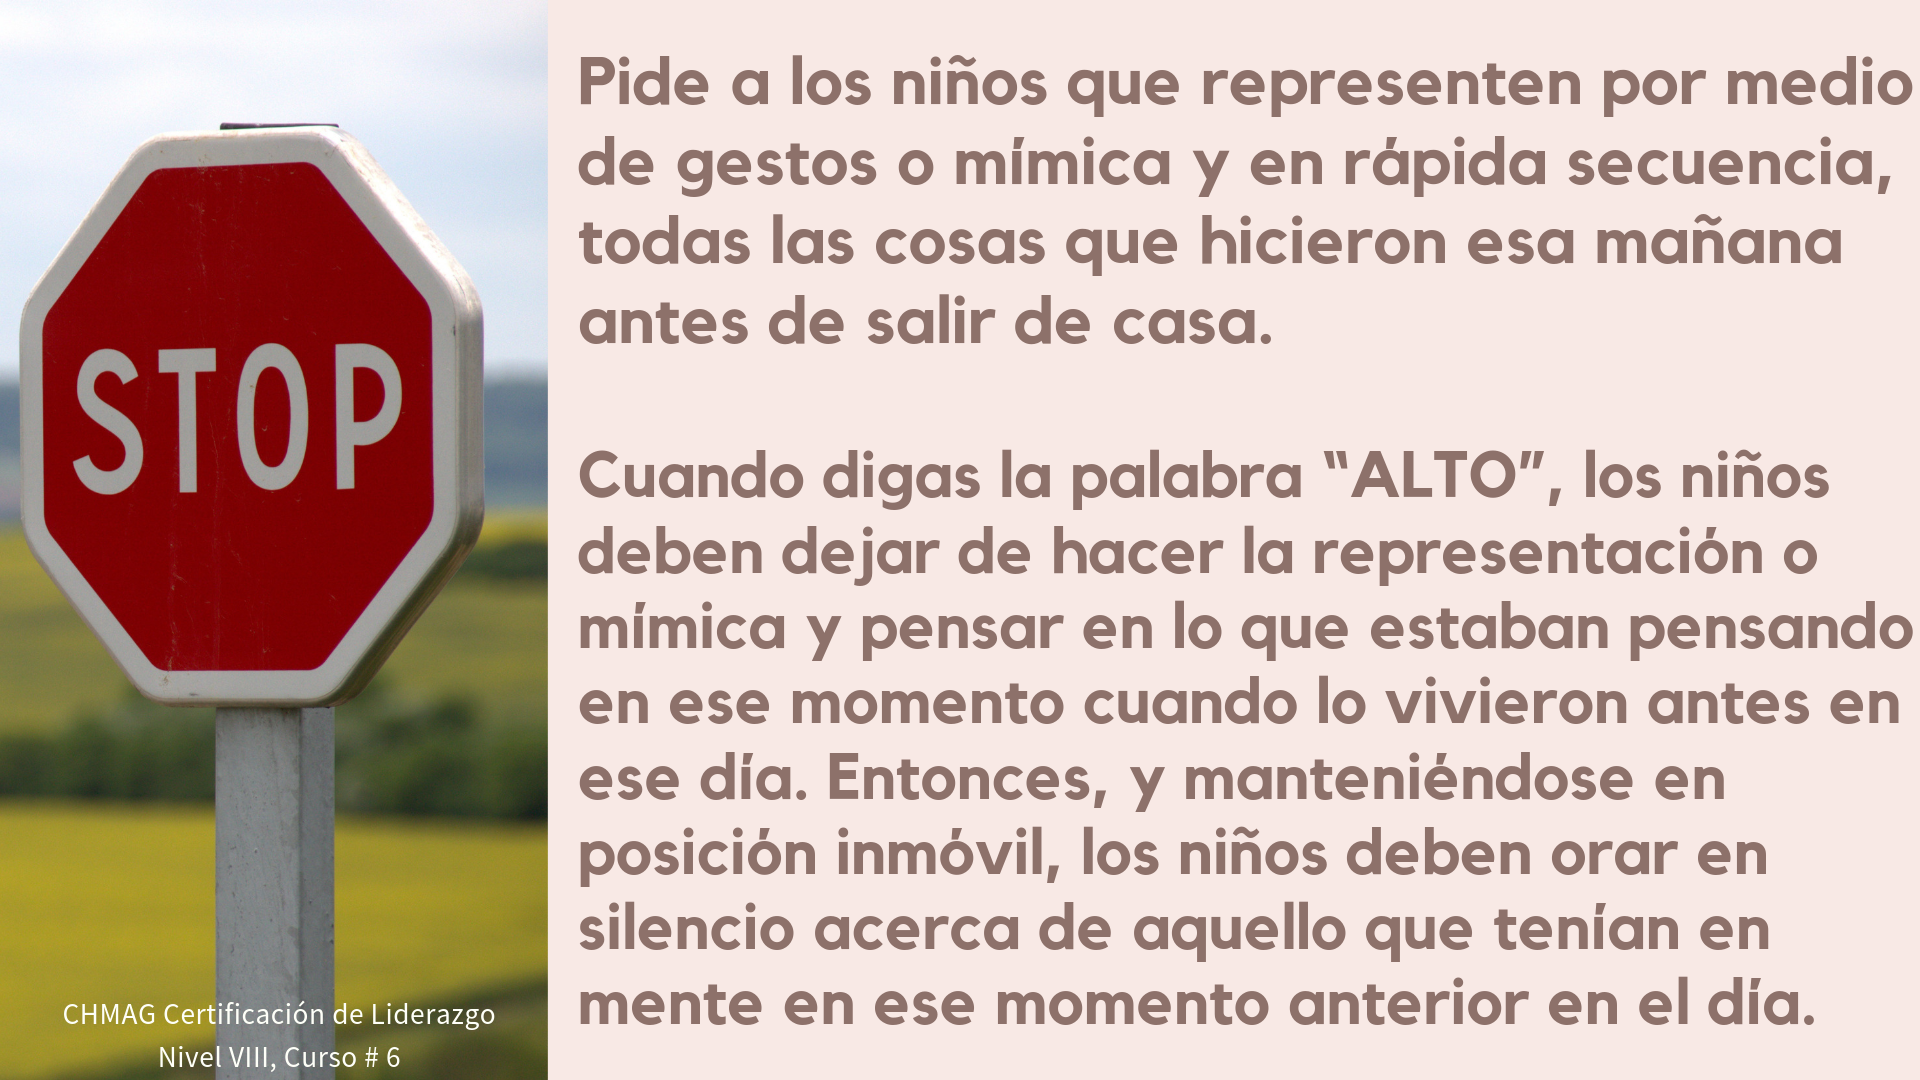 STOP
CHMAG Certificación de Liderazgo
Nivel VIII, Curso # 6
Pide a los niños que representen por medio
de gestos o mímica y en rápida secuencia,
todas las cosas que hicieron esa mañana
antes de salir de casa.
Cuando digas la palabra “ALTO”, los niños
deben dejar de hacer la representación o
mímica y pensar en lo que estaban pensando
en ese momento cuando lo vivieron antes en
ese día. Entonces, y manteniéndose en
posición inmóvil, los niños deben orar en
silencio acerca de aquello que tenían en
mente en ese momento anterior en el día.